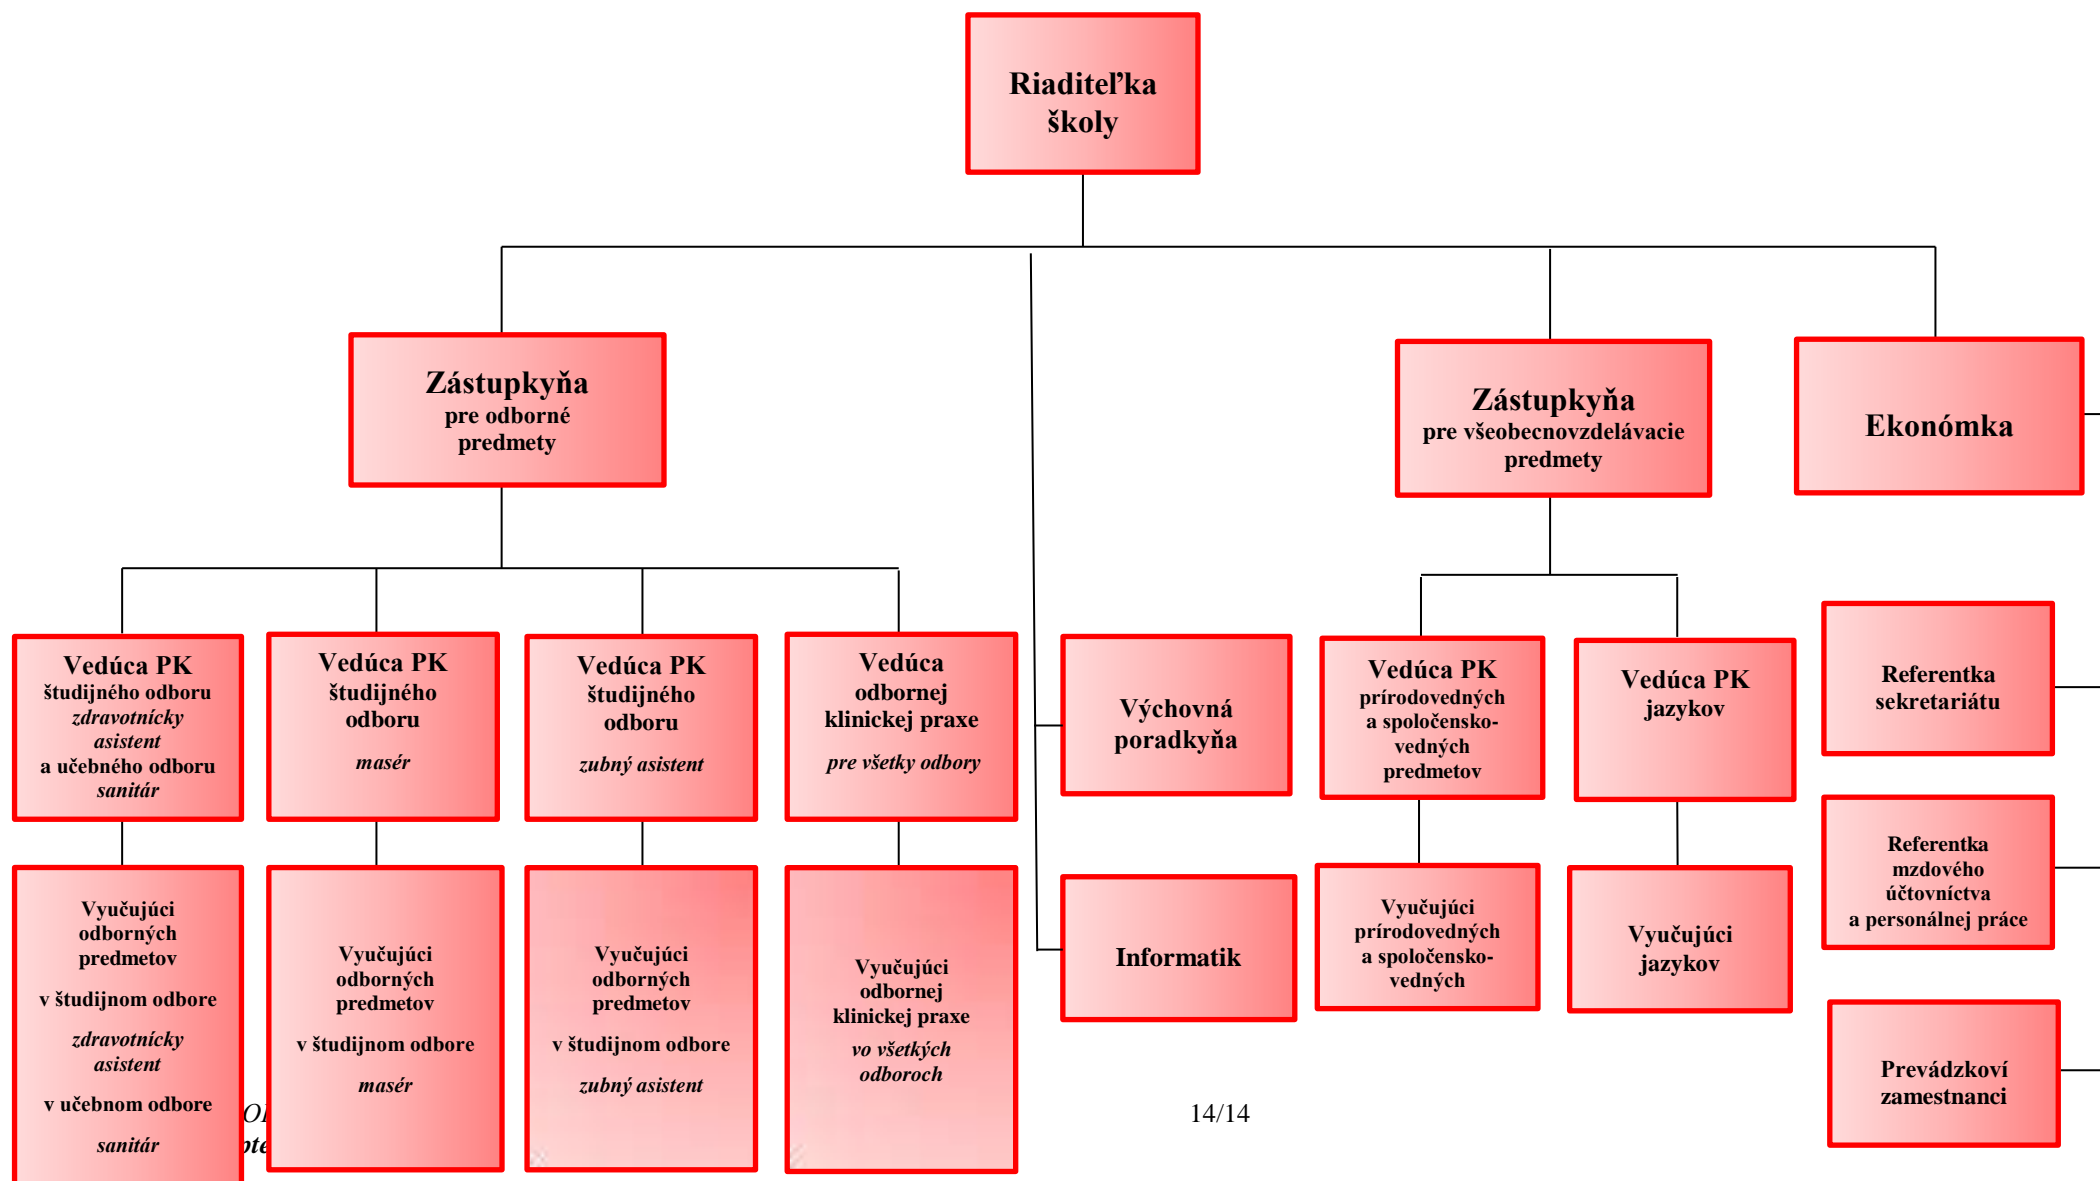 Riaditeľka
školy
Zástupkyňa
pre odborné
predmety
Zástupkyňa
pre všeobecnovzdelávacie
predmety
Ekonómka
Vedúca PK
študijného odboru
zdravotnícky
asistent
a učebného odboru
sanitár
Vedúca PK
študijného
odboru
masér
Vedúca PK
študijného
odboru
zubný asistent
Vedúca
odbornej
klinickej praxe
pre všetky odbory
Výchovná
poradkyňa
Vedúca PK
prírodovedných
a spoločensko-
vedných
predmetov
Vedúca PK
jazykov
Referentka
sekretariátu
Referentka
mzdového
účtovníctva
a personálnej práce
Vyučujúci
odborných
predmetov
v študijnom odbore
zdravotnícky
asistent
v učebnom odbore
sanitár
Vyučujúci
odborných
predmetov
v študijnom odbore
masér
Vyučujúci
odborných
predmetov
v študijnom odbore
zubný asistent
Vyučujúci
odbornej
klinickej praxe
vo všetkých
odboroch
Informatik
Vyučujúci
prírodovedných
a spoločensko-
vedných
Vyučujúci
jazykov
Prevádzkoví
zamestnanci
14/14